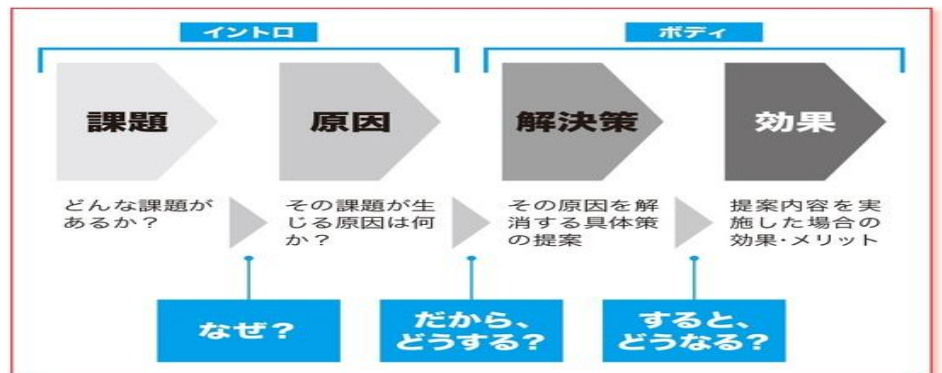 イントロ
ボディ
課題
原因
解決策
効果
どんな課題が
あるか?
その課題が生
じる原因は何
か?
その原因を解
消する具体策
の提案
提案内容を実
施した場合の
効果・メリット
なぜ?
だから、
どうする?
すると、
どうなる?